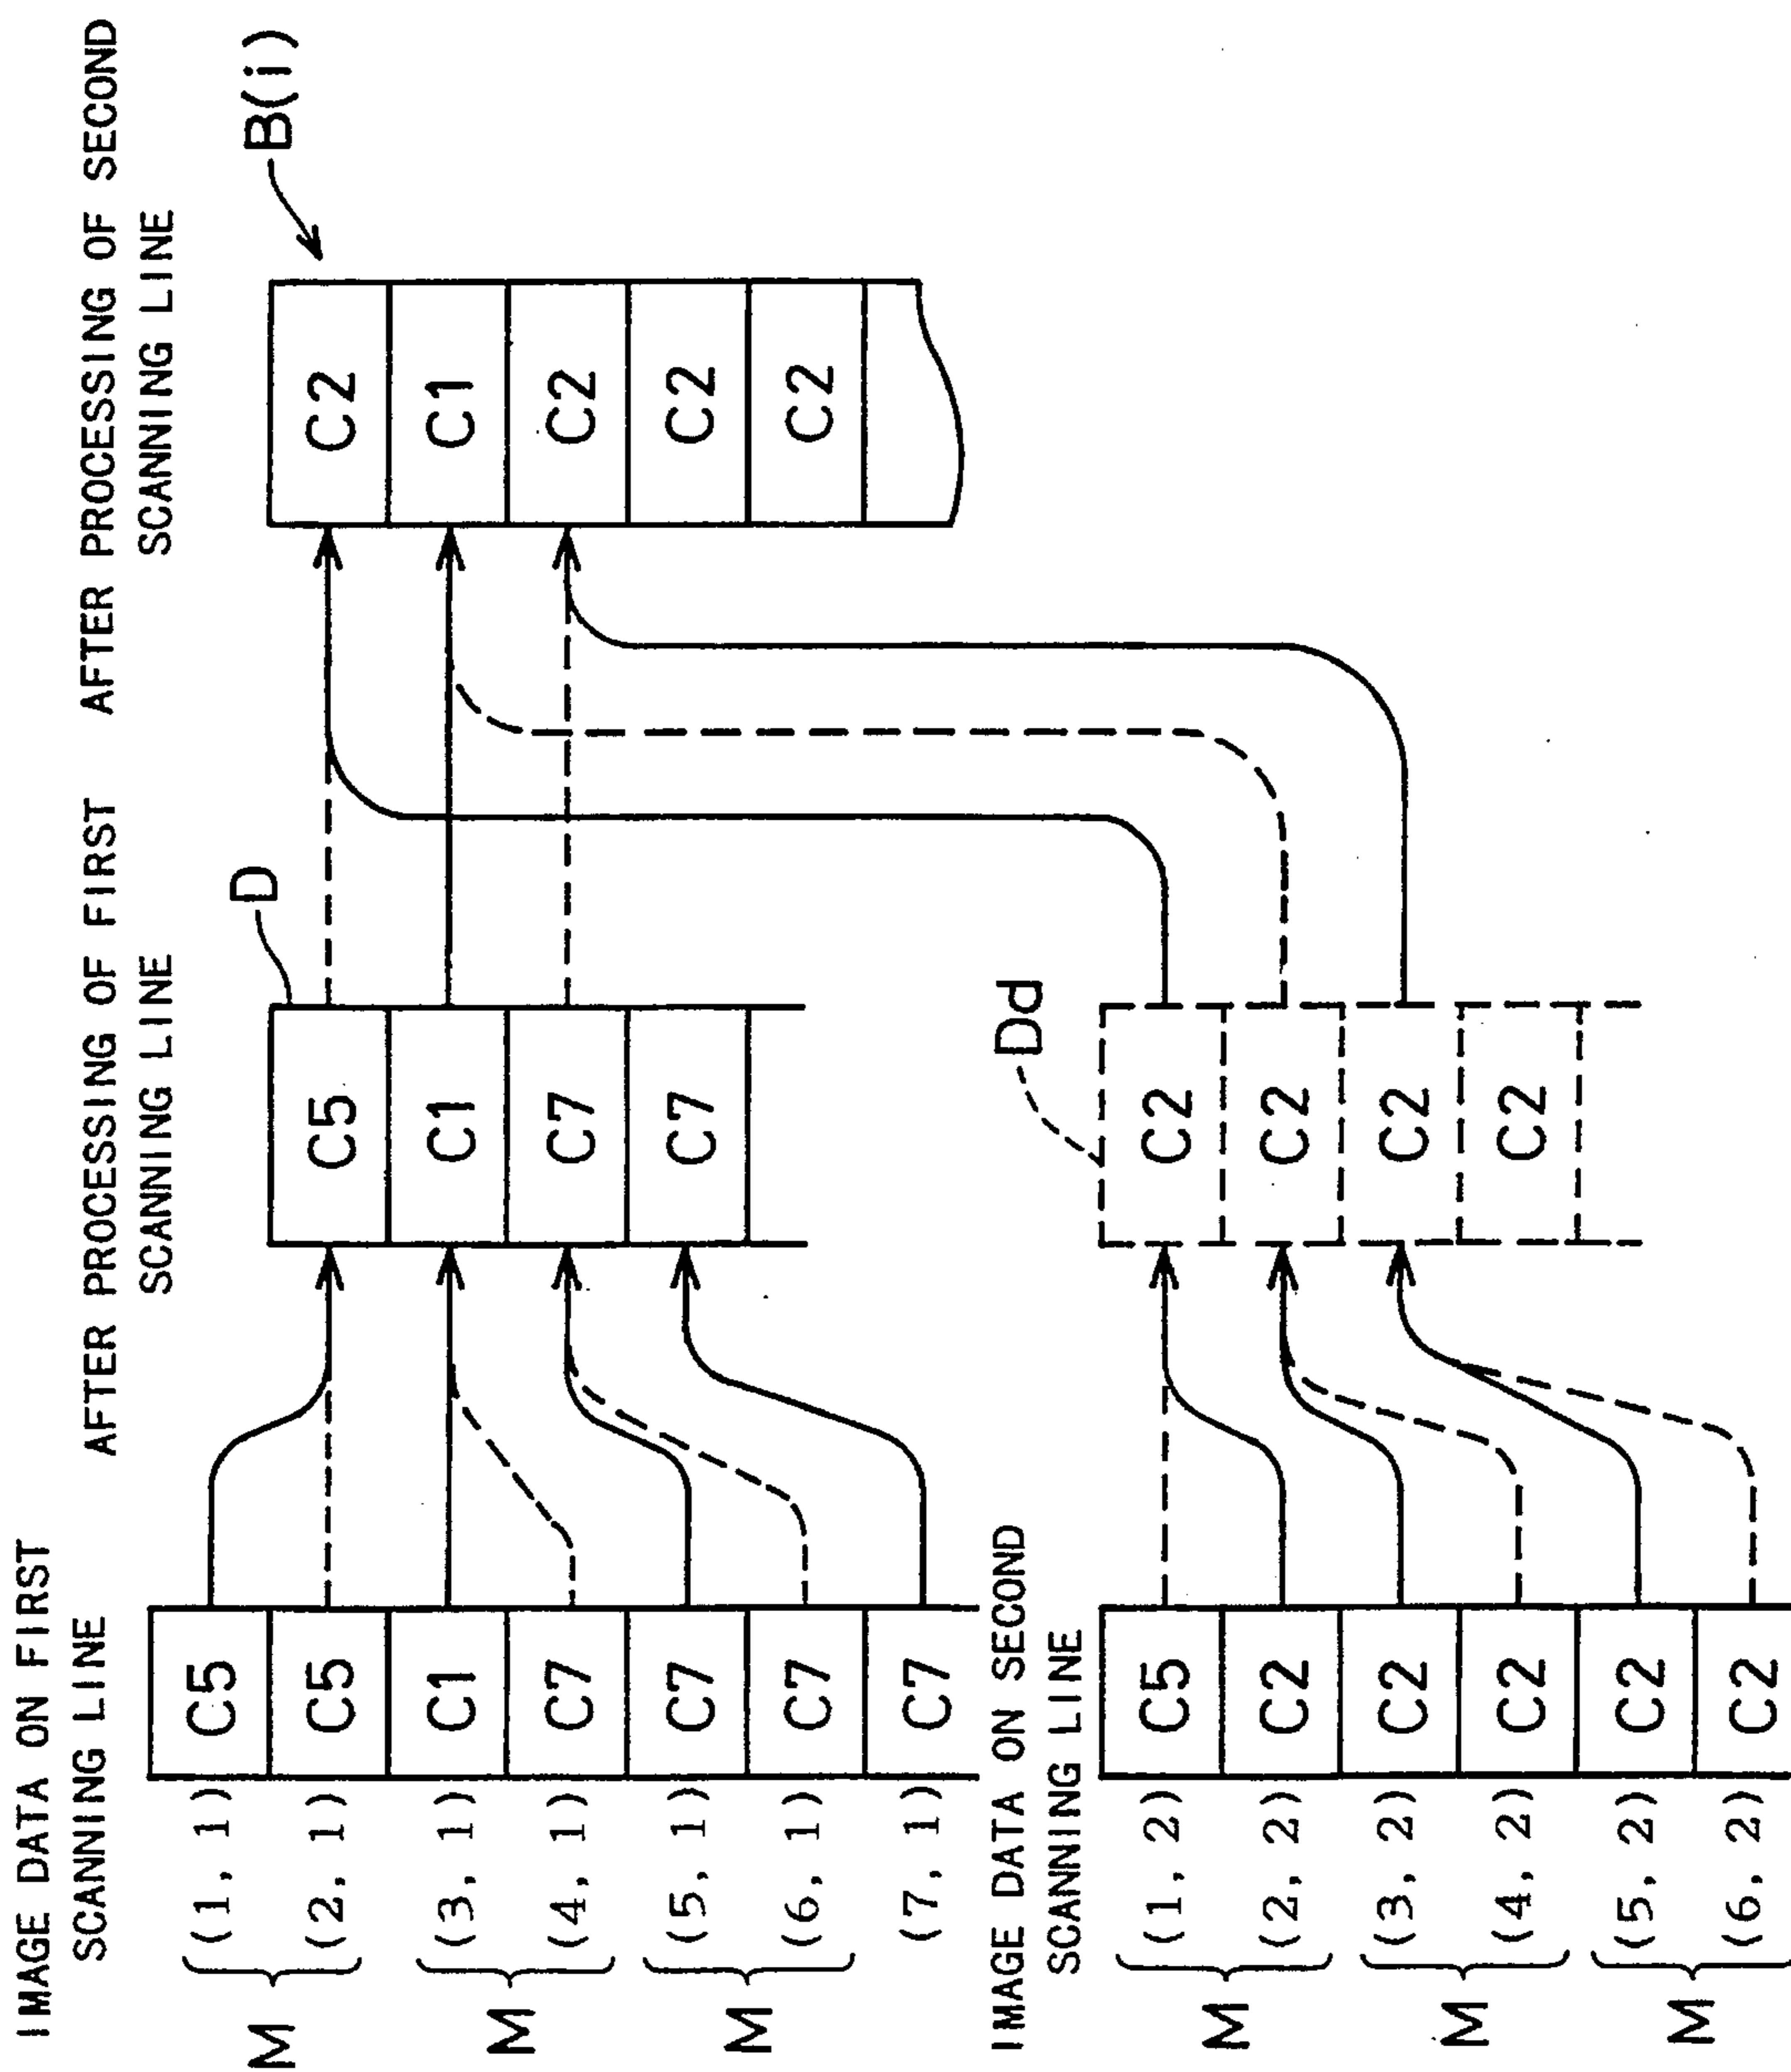 IMAGE DATA ON FIRST
SCANNING LINE
AFTER PROCESSING OF FIRST
SCANNING LINE
AFTER PROCESSING OF SECOND
SCANNING LINE
M
M
M
(1, 1)
(2, 1)
(3, 1)
(4, 1)
(5, 1)
(6, 1)
(7, 1)
C5
C5
C1
C7
C7
C7
C7
D
C5
C1
C7
C7
B(i)
C2
C1
C2
C2
C2
IMAGE DATA ON SECOND
SCANNING LINE
M
M
M
(1, 2)
(2, 2)
(3, 2)
(4, 2)
(5, 2)
(6, 2)
C5
C2
C2
C2
C2
C2
Dd
C2
C2
C2
C2